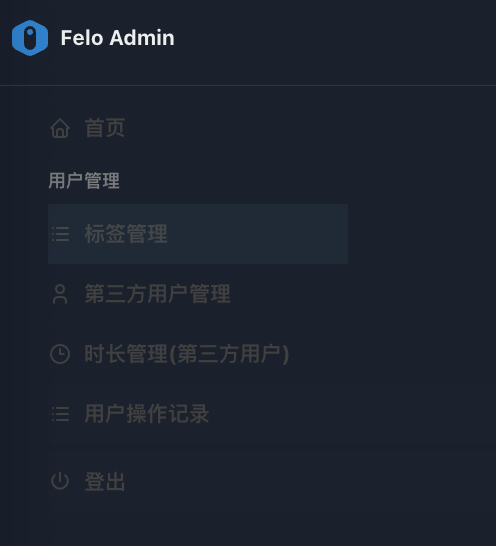 Felo Admin
首页
用户管理
标签管理
第三方用户管理
时长管理(第三方用户)
用户操作记录
登出